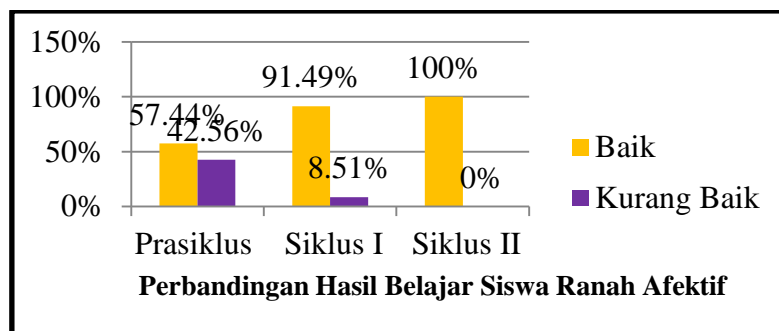 150%
100%
50%
0%
57.44%
42.56%
91.49%
8.51%
100%
0%
Prasiklus
Siklus I
Siklus II
Baik
Kurang Baik
Perbandingan Hasil Belajar Siswa Ranah Afektif